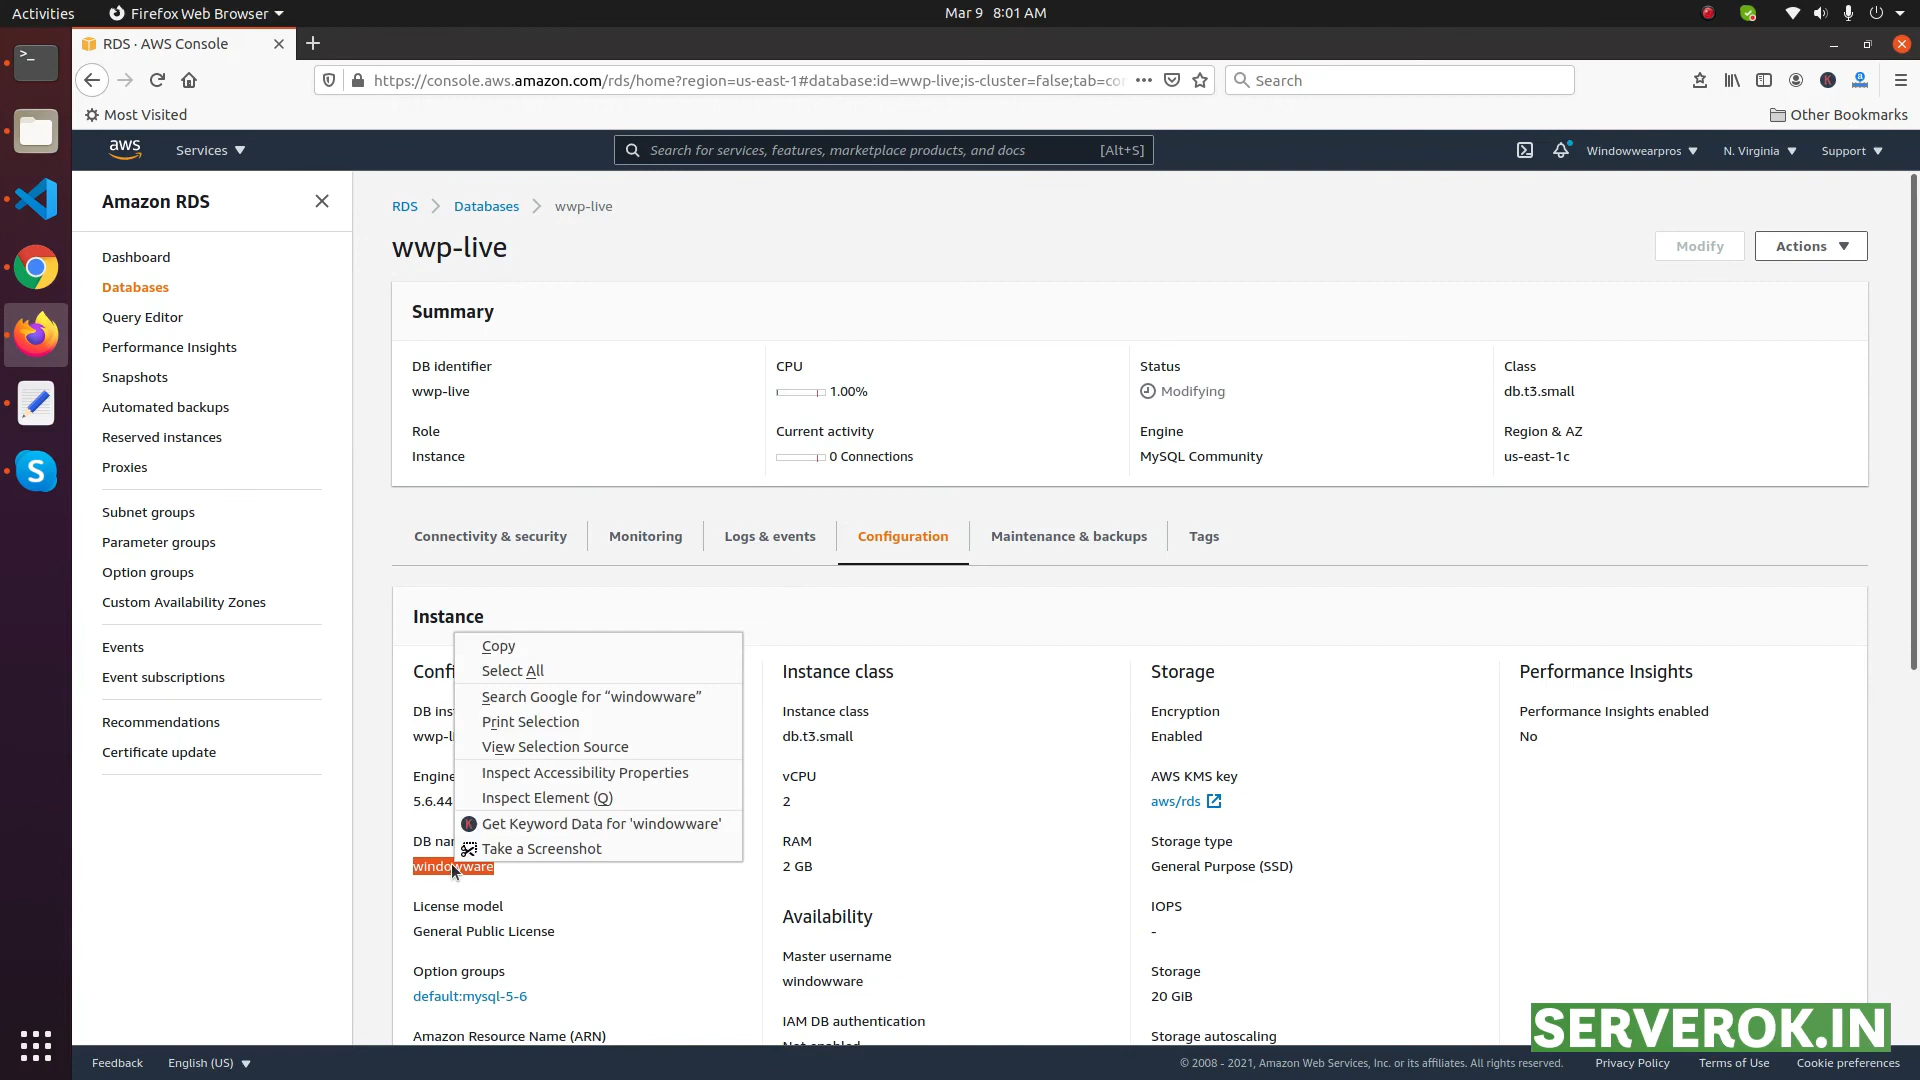 Activities
Firefox Web Browser
Mar 9 8:01 AM
RDS · AWS Console
https://console.aws.amazon.com/rds/home?region=us-east-1#database:id=wwp-live;is-cluster=false;tab=co
Search
Most Visited
Other Bookmarks
aws
Services
Search for services, features, marketplace products, and docs
[Alt+S]
Windowwearpros
N. Virginia
Support
Amazon RDS
Dashboard
Databases
Query Editor
Performance Insights
Snapshots
Automated backups
Reserved instances
Proxies
Subnet groups
Parameter groups
Option groups
Custom Availability Zones
Events
Event subscriptions
Recommendations
Certificate update
RDS
Databases
wwp-live
wwp-live
Modify
Actions
Summary
DB identifier
wwp-live
CPU
1.00%
Status
Modifying
Class
db.t3.small
Role
Instance
Current activity
0 Connections
Engine
MySQL Community
Region & AZ
us-east-1c
Connectivity & security
Monitoring
Logs & events
Configuration
Maintenance & backups
Tags
Instance
Copy
Select All
Search Google for “windowware”
Print Selection
View Selection Source
Inspect Accessibility Properties
Inspect Element (Q)
Get Keyword Data for 'windowware'
Take a Screenshot
Engine
5.6.44
windowware
License model
General Public License
Option groups
default:mysql-5-6
Amazon Resource Name (ARN)
Instance class
Instance class
db.t3.small
vCPU
2
RAM
2 GB
Availability
Master username
windowware
IAM DB authentication
Not enabled
Storage
Encryption
Enabled
AWS KMS key
aws/rds
Storage type
General Purpose (SSD)
IOPS
-
Storage
20 GiB
Storage autoscaling
Performance Insights
Performance Insights enabled
No
SERVEROK.IN
Feedback
English (US)
© 2008 - 2021, Amazon Web Services, Inc. or its affiliates. All rights reserved.
Privacy Policy
Terms of Use
Cookie preferences